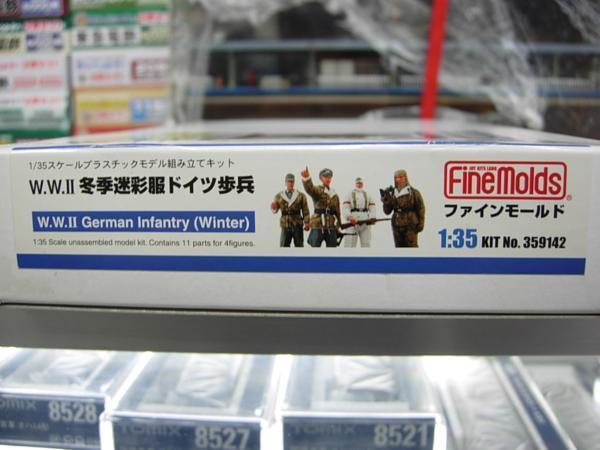 1/35スケールプラスチックモデル組み立てキット
W.W.II 冬季迷彩服ドイツ歩兵
W.W.II German Infantry (Winter)
1:35 Scale unassembled model kit. Contains 11 parts for 4figures.
FineMolds®
ファインモールド
1:35 KIT No. 359142
TOMIX 8528
TOMIX 8527
TOMIX 8521